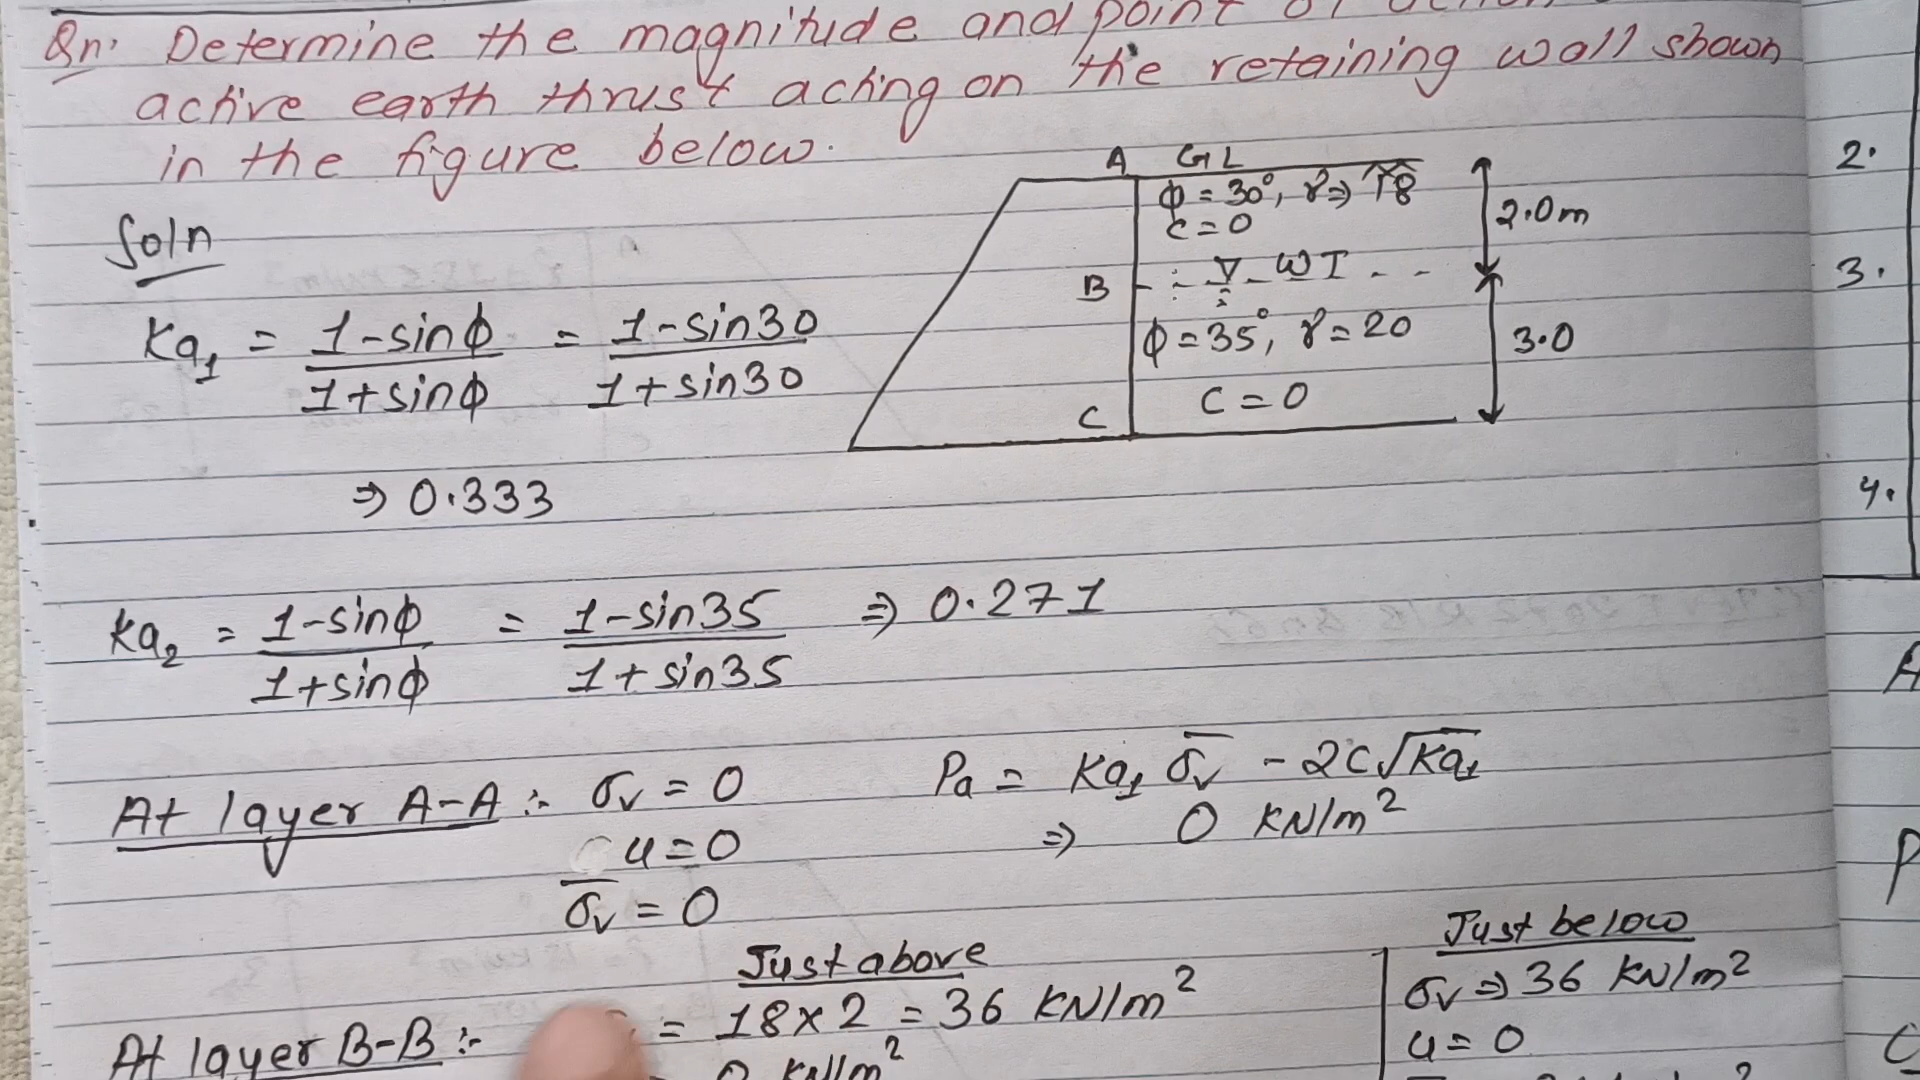 Qn: Determine the magnitude and point of
active earth thrust acting on the retaining wall shown
in the figure below.
A GL
φ = 30°, γ ⇒ 18
c = 0
2.0m
B WT
φ = 35°, γ = 20
3.0
c = 0
C
Soln
Ka₁ = 1-sinφ / 1+sinφ = 1-sin30 / 1+sin30
⇒ 0.333
Ka₂ = 1-sinφ / 1+sinφ = 1-sin35 / 1+sin35 ⇒ 0.271
At layer A-A :- σv = 0
u = 0
σ̅v = 0
Pa = Ka₁ σ̅v - 2c√Ka₁
⇒ 0 KN/m²
Just above
At layer B-B :- = 18×2 = 36 KN/m²
0 KN/m²
Just below
σv ⇒ 36 KN/m²
u = 0
2.
3.
4.
A
P